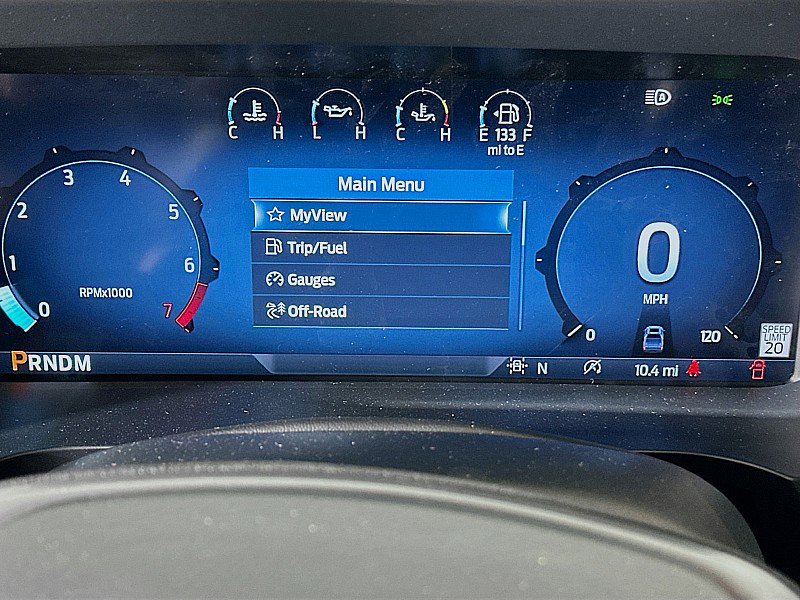 C H
L H
C H
E 133 F
mi to E
A
Main Menu
MyView
Trip/Fuel
Gauges
Off-Road
0
1
2
3
4
5
6
7
RPMx1000
0
MPH
0
120
SPEED
LIMIT
20
PRNDM
N
10.4 mi